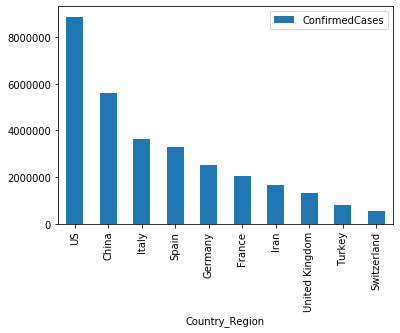 ConfirmedCases
8000000
6000000
4000000
2000000
0
US
China
Italy
Spain
Germany
France
Iran
United Kingdom
Turkey
Switzerland
Country_Region